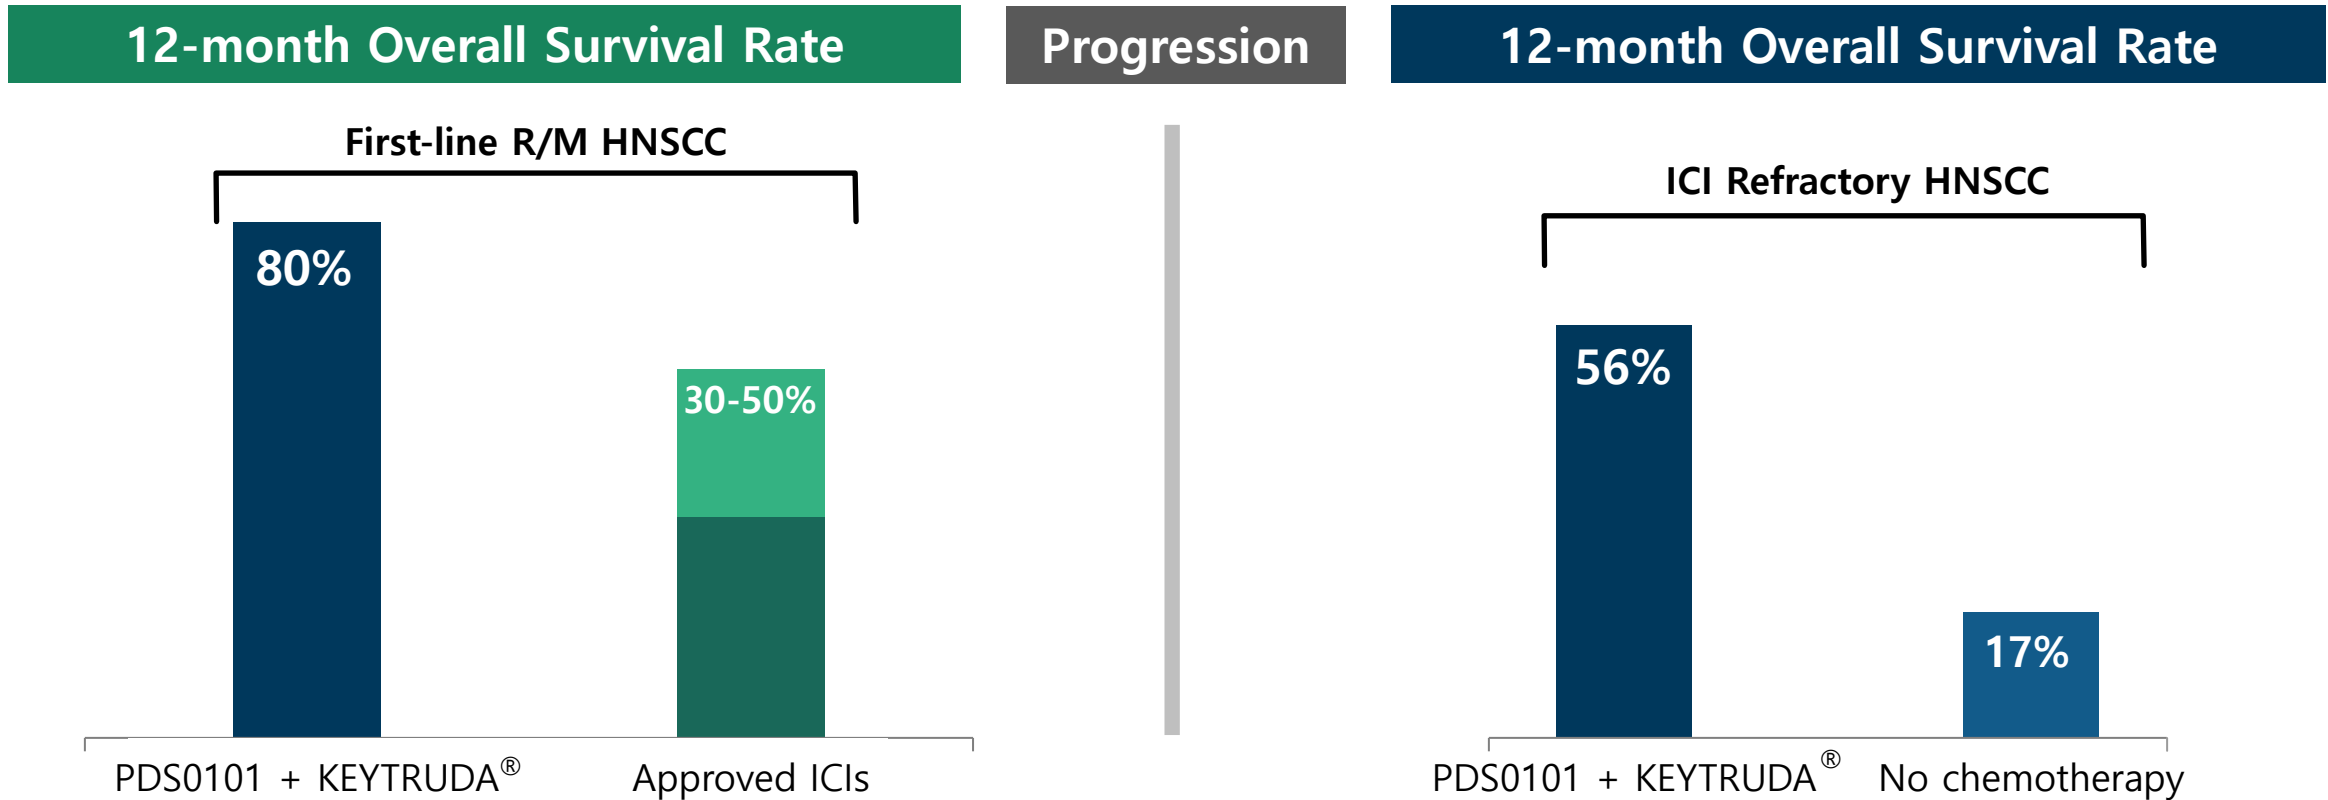 12-month Overall Survival Rate
First-line R/M HNSCC
80%
30-50%
PDS0101 + KEYTRUDA®
Approved ICIs
Progression
12-month Overall Survival Rate
ICI Refractory HNSCC
56%
17%
PDS0101 + KEYTRUDA®
No chemotherapy